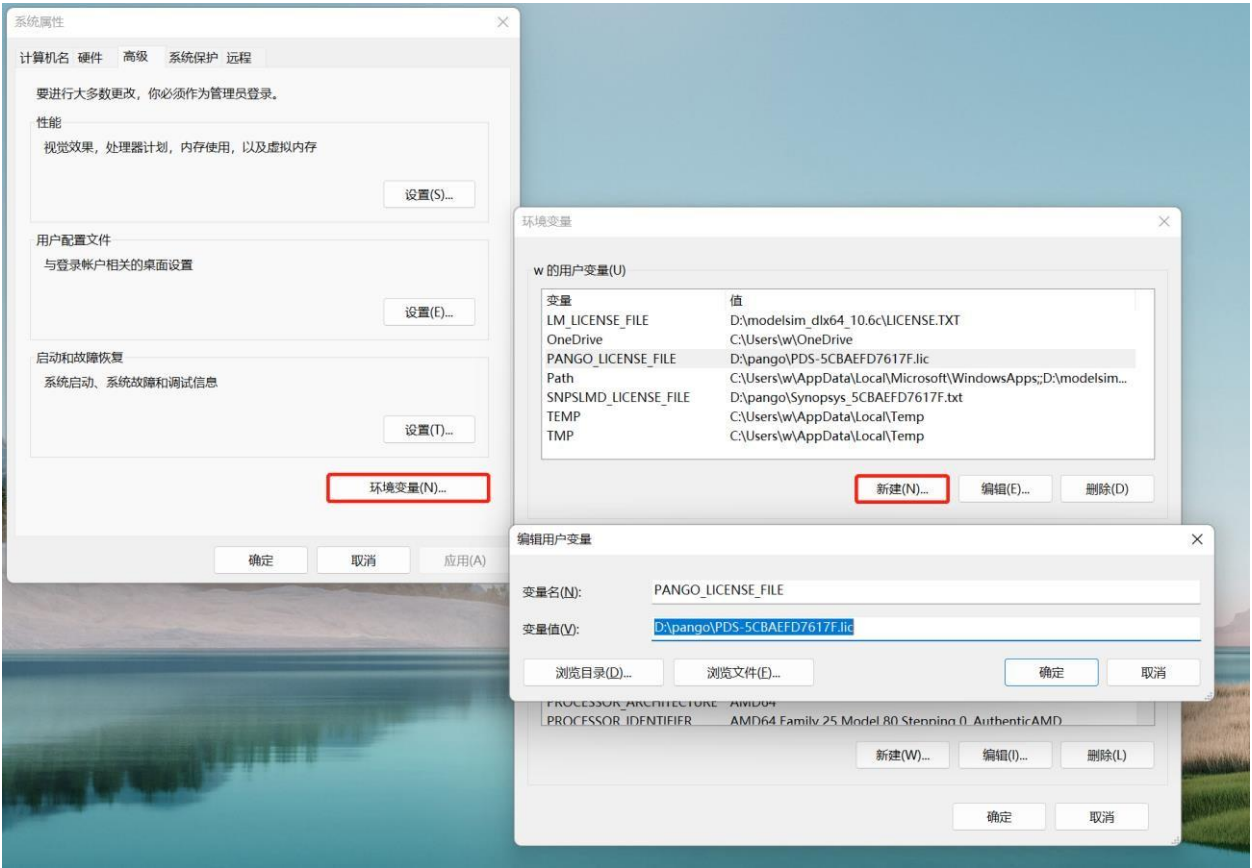 系统属性
计算机名 硬件 高级 系统保护 远程
要进行大多数更改，你必须作为管理员登录。
性能
视觉效果，处理器计划，内存使用，以及虚拟内存
设置(S)...
用户配置文件
与登录帐户相关的桌面设置
设置(E)...
启动和故障恢复
系统启动、系统故障和调试信息
设置(T)...
环境变量(N)...
确定 取消 应用(A)
环境变量
w 的用户变量(U)
变量 值
LM_LICENSE_FILE D:\modelsim_dlx64_10.6c\LICENSE.TXT
OneDrive C:\Users\w\OneDrive
PANGO_LICENSE_FILE D:\pango\PDS-5CBAEFD7617F.lic
Path C:\Users\w\AppData\Local\Microsoft\WindowsApps;;D:\modelsim...
SNPSLMD_LICENSE_FILE D:\pango\Synopsys_5CBAEFD7617F.txt
TEMP C:\Users\w\AppData\Local\Temp
TMP C:\Users\w\AppData\Local\Temp
新建(N)... 编辑(E)... 删除(D)
编辑用户变量
变量名(N): PANGO_LICENSE_FILE
变量值(V): D:\pango\PDS-5CBAEFD7617F.lic
浏览目录(D)... 浏览文件(F)... 确定 取消
PROCESSOR_ARCHITECTURE AMD64
PROCESSOR_IDENTIFIER AMD64 Family 25 Model 80 Stepping 0, AuthenticAMD
新建(W)... 编辑(I)... 删除(L)
确定 取消